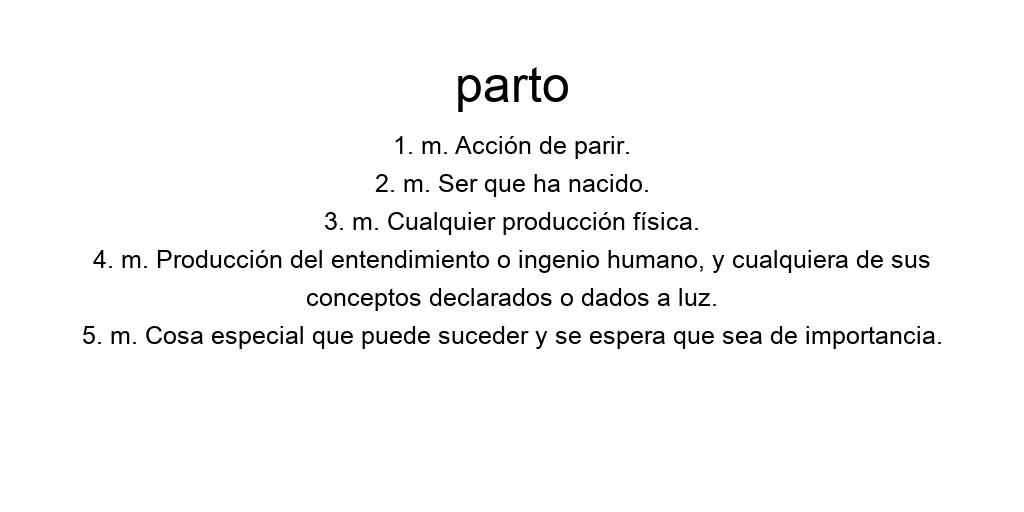 parto
1. m. Acción de parir.
2. m. Ser que ha nacido.
3. m. Cualquier producción física.
4. m. Producción del entendimiento o ingenio humano, y cualquiera de sus
conceptos declarados o dados a luz.
5. m. Cosa especial que puede suceder y se espera que sea de importancia.